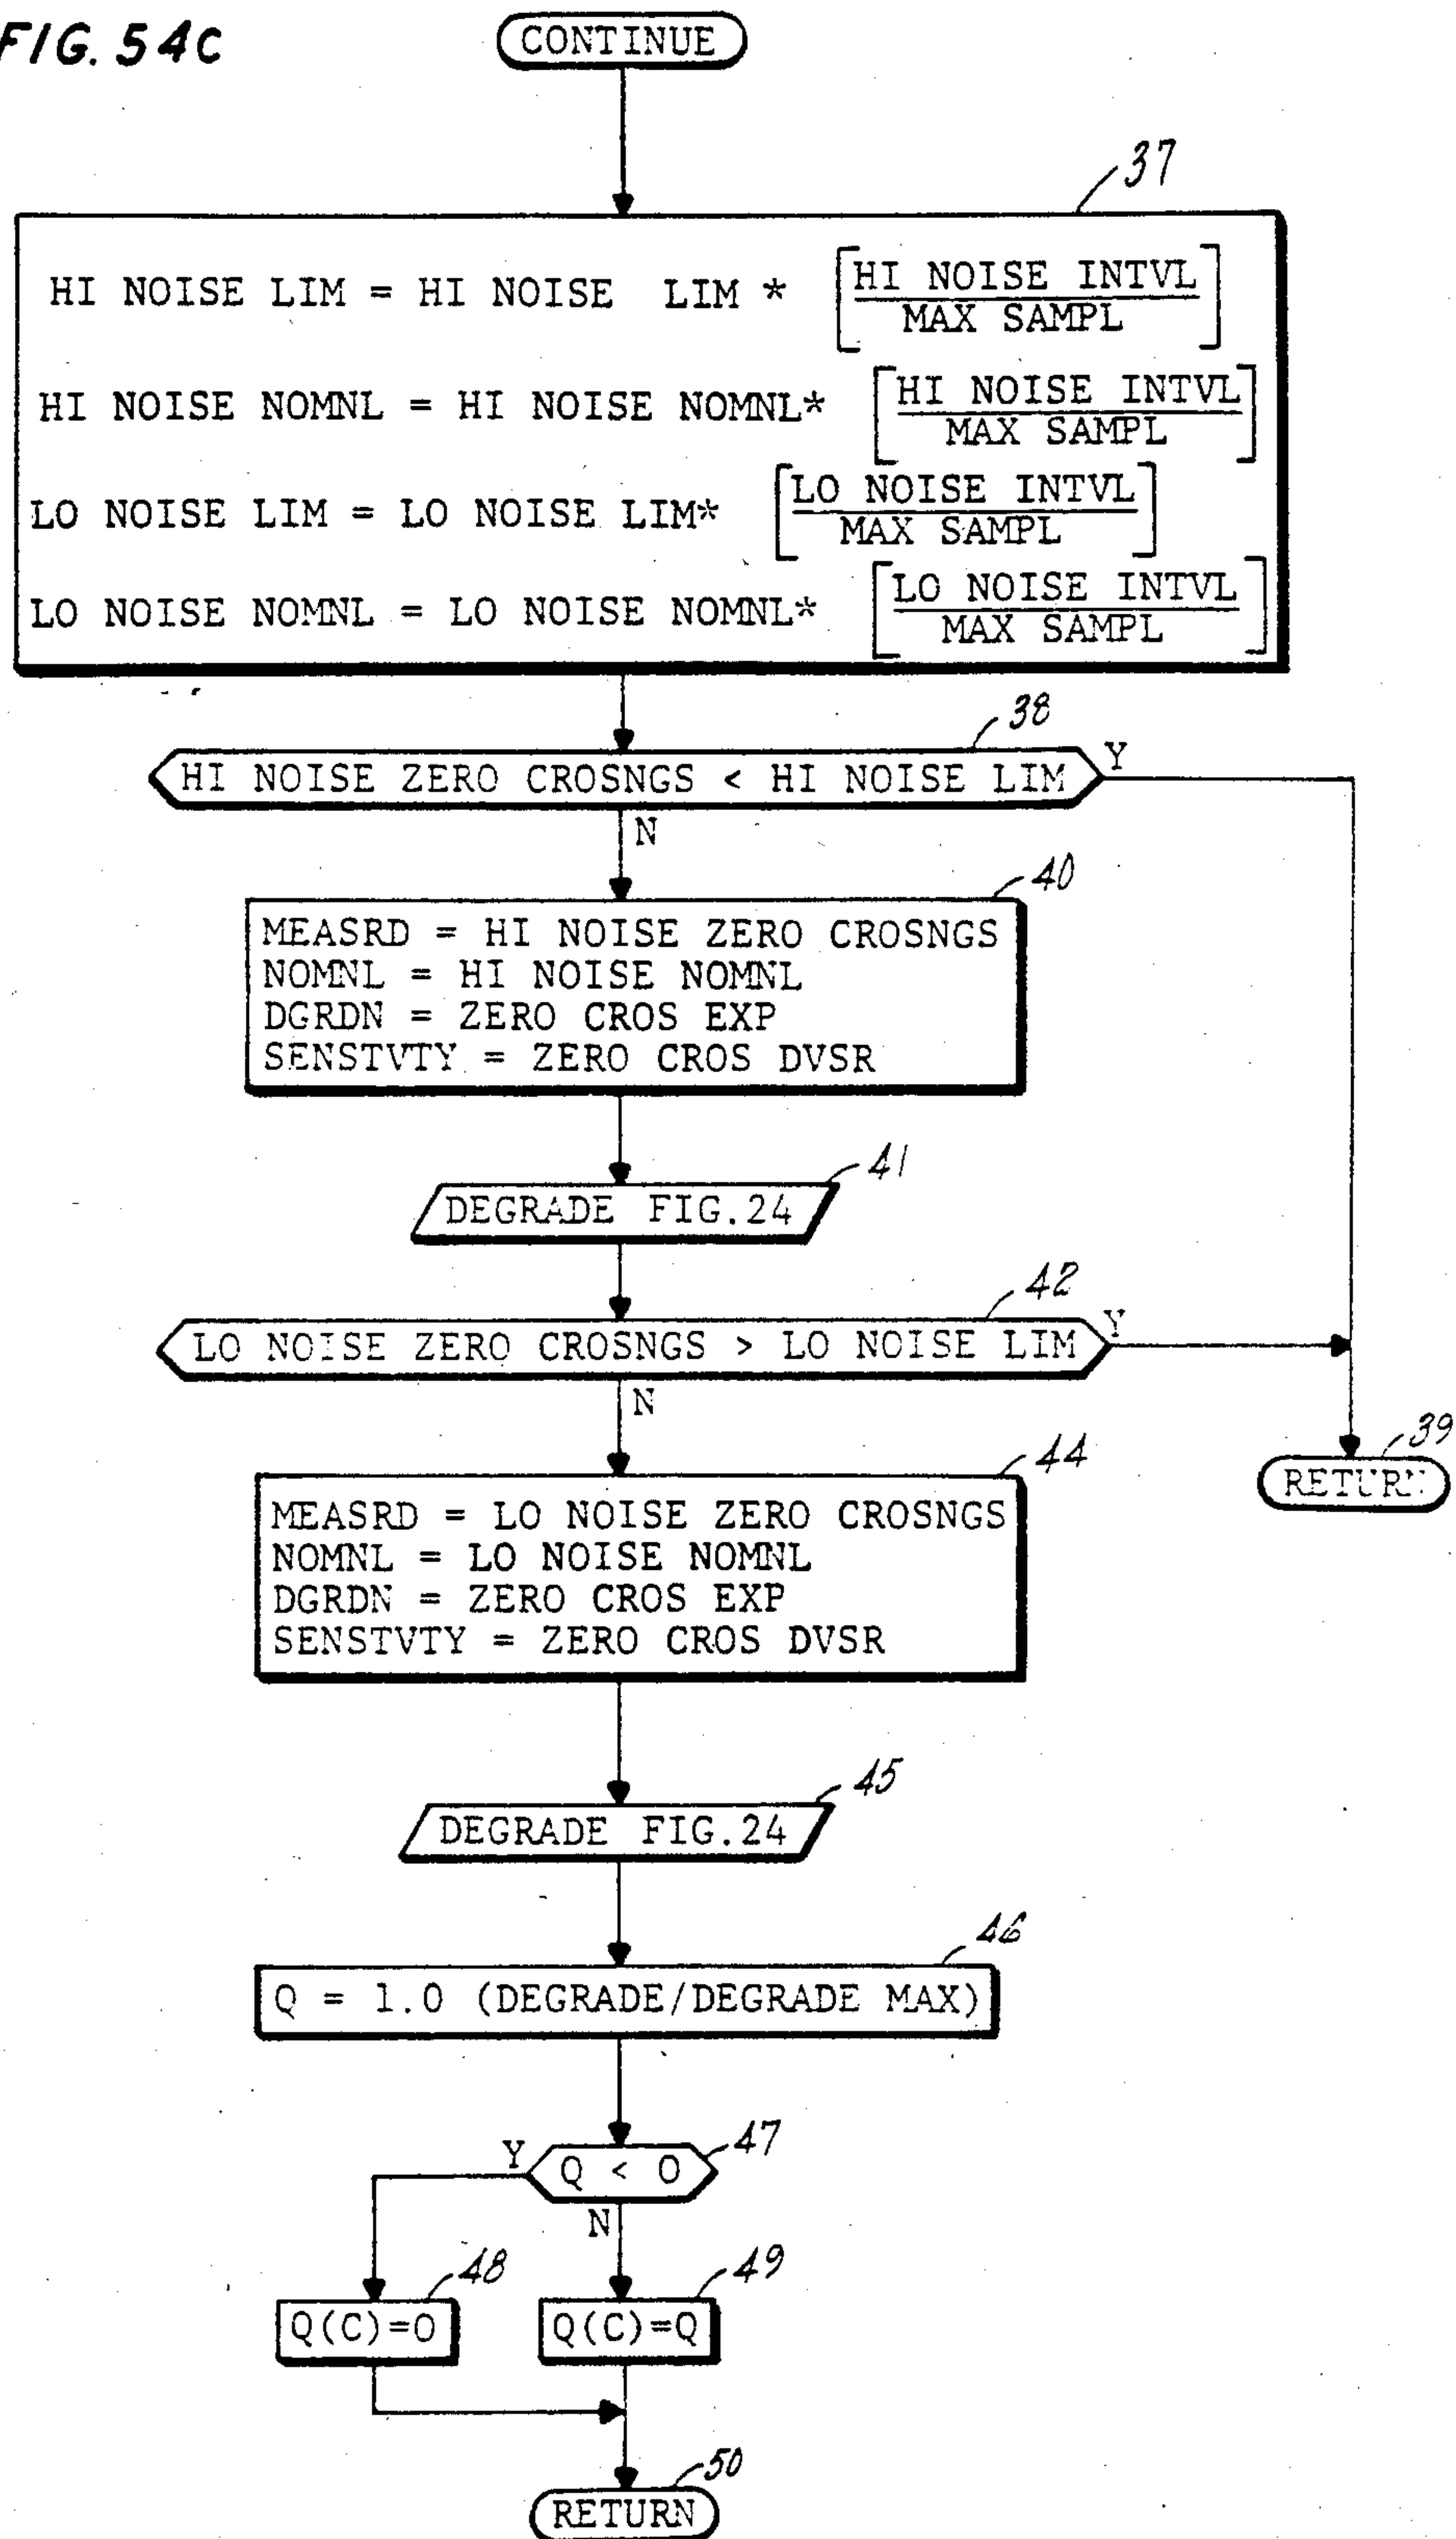 FIG. 54C
CONTINUE
37
HI NOISE LIM = HI NOISE LIM * [HI NOISE INTVL
MAX SAMPL]
HI NOISE NOMNL = HI NOISE NOMNL* [HI NOISE INTVL
MAX SAMPL]
LO NOISE LIM = LO NOISE LIM* [LO NOISE INTVL
MAX SAMPL]
LO NOISE NOMNL = LO NOISE NOMNL* [LO NOISE INTVL
MAX SAMPL]
38
HI NOISE ZERO CROSNGS < HI NOISE LIM
Y
N
40
MEASRD = HI NOISE ZERO CROSNGS
NOMNL = HI NOISE NOMNL
DGRDN = ZERO CROS EXP
SENSTVTY = ZERO CROS DVSR
41
DEGRADE FIG.24
42
LO NOISE ZERO CROSNGS > LO NOISE LIM
Y
N
39
RETURN
44
MEASRD = LO NOISE ZERO CROSNGS
NOMNL = LO NOISE NOMNL
DGRDN = ZERO CROS EXP
SENSTVTY = ZERO CROS DVSR
45
DEGRADE FIG.24
46
Q = 1.0 (DEGRADE/DEGRADE MAX)
47
Y
Q < 0
N
48
Q(C)=0
49
Q(C)=Q
50
RETURN